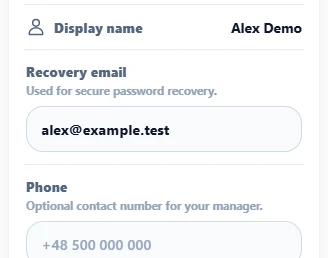 Display name Alex Demo
Recovery email
Used for secure password recovery.
alex@example.test
Phone
Optional contact number for your manager.
+48 500 000 000